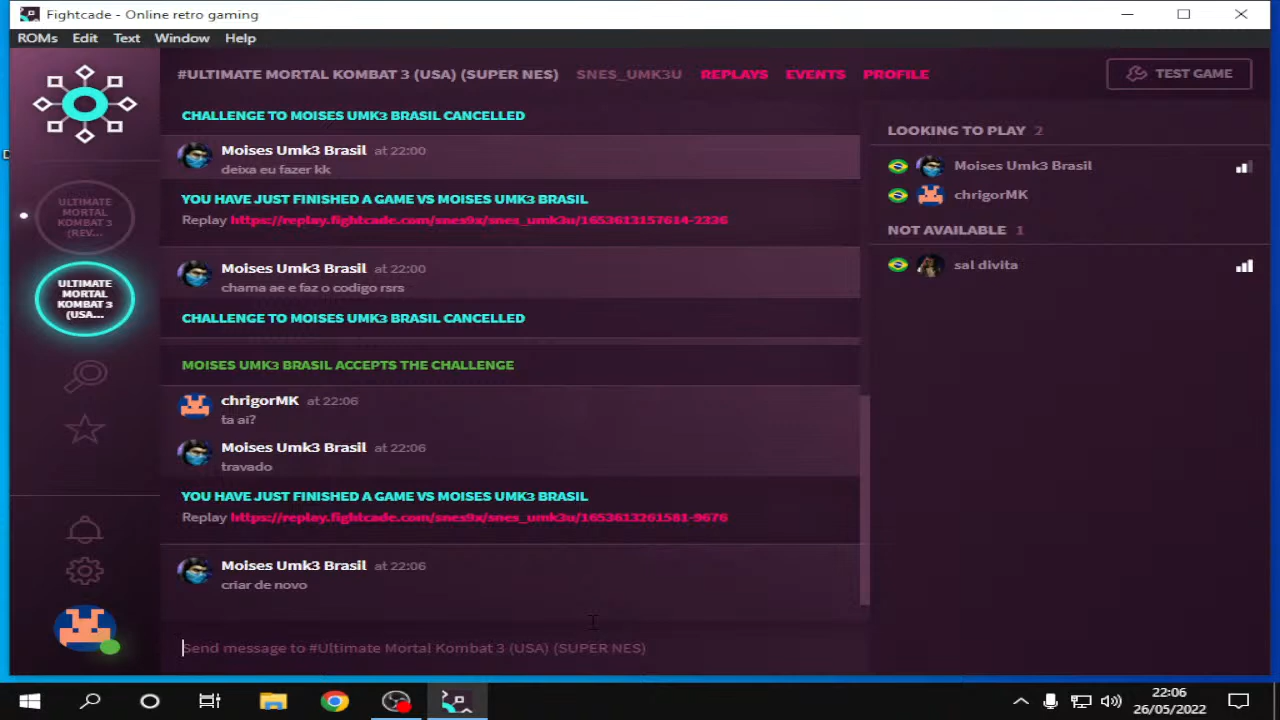 Fightcade - Online retro gaming
ROMs Edit Text Window Help
#ULTIMATE MORTAL KOMBAT 3 (USA) (SUPER NES) SNES_UMK3U REPLAYS EVENTS PROFILE
TEST GAME
ULTIMATE
MORTAL
KOMBAT 3
(REV...
ULTIMATE
MORTAL
KOMBAT 3
(USA...
CHALLENGE TO MOISES UMK3 BRASIL CANCELLED
Moises Umk3 Brasil at 22:00
deixa eu fazer kk
YOU HAVE JUST FINISHED A GAME VS MOISES UMK3 BRASIL
Replay https://replay.fightcade.com/snes9x/snes_umk3u/1653613157614-2336
Moises Umk3 Brasil at 22:00
chama ae e faz o codigo rsrs
CHALLENGE TO MOISES UMK3 BRASIL CANCELLED
MOISES UMK3 BRASIL ACCEPTS THE CHALLENGE
chrigorMK at 22:06
ta ai?
Moises Umk3 Brasil at 22:06
travado
YOU HAVE JUST FINISHED A GAME VS MOISES UMK3 BRASIL
Replay https://replay.fightcade.com/snes9x/snes_umk3u/1653613261581-9676
Moises Umk3 Brasil at 22:06
criar de novo
Send message to #Ultimate Mortal Kombat 3 (USA) (SUPER NES)
LOOKING TO PLAY 2
Moises Umk3 Brasil
chrigorMK
NOT AVAILABLE 1
sal divita
22:06
26/05/2022